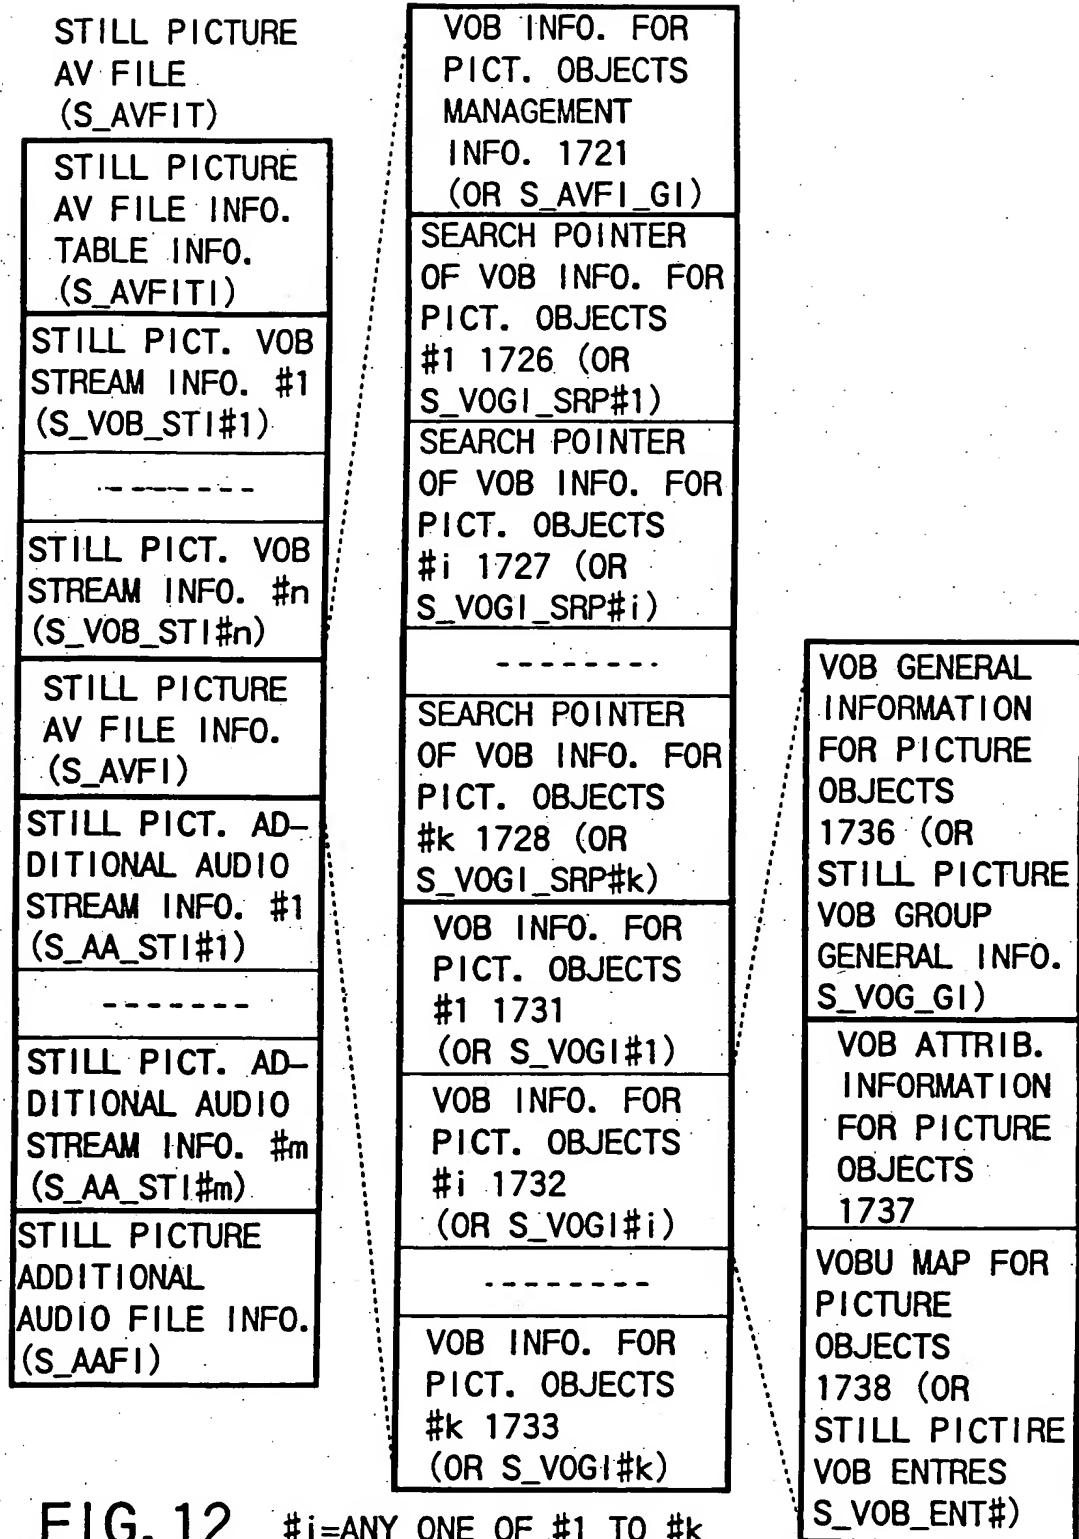 STILL PICTURE
AV FILE
(S_AVFIT)
STILL PICTURE
AV FILE INFO.
TABLE INFO.
(S_AVFITI)
STILL PICT. VOB
STREAM INFO. #1
(S_VOB_STI#1)
--------
STILL PICT. VOB
STREAM INFO. #n
(S_VOB_STI#n)
STILL PICTURE
AV FILE INFO.
(S_AVFI)
STILL PICT. AD-
DITIONAL AUDIO
STREAM INFO. #1
(S_AA_STI#1)
-------
STILL PICT. AD-
DITIONAL AUDIO
STREAM INFO. #m
(S_AA_STI#m)
STILL PICTURE
ADDITIONAL
AUDIO FILE INFO.
(S_AAFI)
VOB INFO. FOR
PICT. OBJECTS
MANAGEMENT
INFO. 1721
(OR S_AVFI_GI)
SEARCH POINTER
OF VOB INFO. FOR
PICT. OBJECTS
#1 1726 (OR
S_VOGI_SRP#1)
SEARCH POINTER
OF VOB INFO. FOR
PICT. OBJECTS
#i 1727 (OR
S_VOGI_SRP#i)
--------
SEARCH POINTER
OF VOB INFO. FOR
PICT. OBJECTS
#k 1728 (OR
S_VOGI_SRP#k)
VOB INFO. FOR
PICT. OBJECTS
#1 1731
(OR S_VOGI#1)
VOB INFO. FOR
PICT. OBJECTS
#i 1732
(OR S_VOGI#i)
--------
VOB INFO. FOR
PICT. OBJECTS
#k 1733
(OR S_VOGI#k)
VOB GENERAL
INFORMATION
FOR PICTURE
OBJECTS
1736 (OR
STILL PICTURE
VOB GROUP
GENERAL INFO.
S_VOG_GI)
VOB ATTRIB.
INFORMATION
FOR PICTURE
OBJECTS
1737
VOBU MAP FOR
PICTURE
OBJECTS
1738 (OR
STILL PICTIRE
VOB ENTRES
S_VOB_ENT#)
FIG. 12 #i=ANY ONE OF #1 TO #k